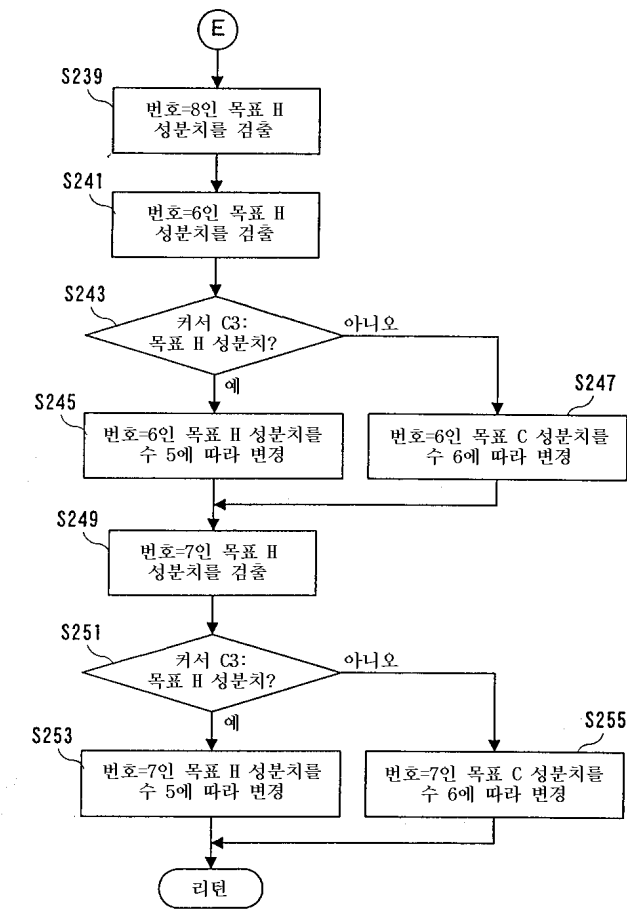 E
S239
번호=8인 목표 H
성분치를 검출
S241
번호=6인 목표 H
성분치를 검출
S243
커서 C3:
목표 H 성분치?
아니오
예
S245
번호=6인 목표 H 성분치를
수 5에 따라 변경
S247
번호=6인 목표 C 성분치를
수 6에 따라 변경
S249
번호=7인 목표 H
성분치를 검출
S251
커서 C3:
목표 H 성분치?
아니오
예
S253
번호=7인 목표 H 성분치를
수 5에 따라 변경
S255
번호=7인 목표 C 성분치를
수 6에 따라 변경
리턴